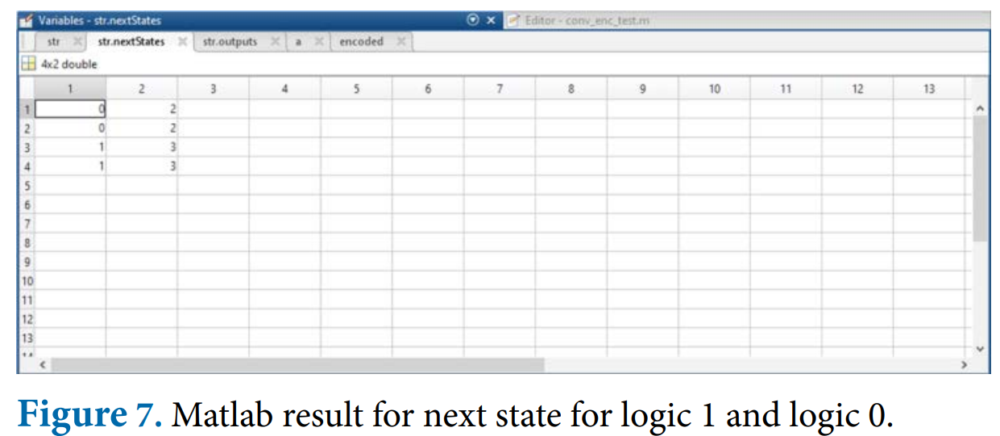 Variables - str.nextStates Editor - conv_enc_test.m
str str.nextStates str.outputs a encoded
4x2 double
1 2 3 4 5 6 7 8 9 10 11 12 13
1 0 2
2 0 2
3 1 3
4 1 3
5
6
7
8
9
10
11
12
13
Figure 7. Matlab result for next state for logic 1 and logic 0.